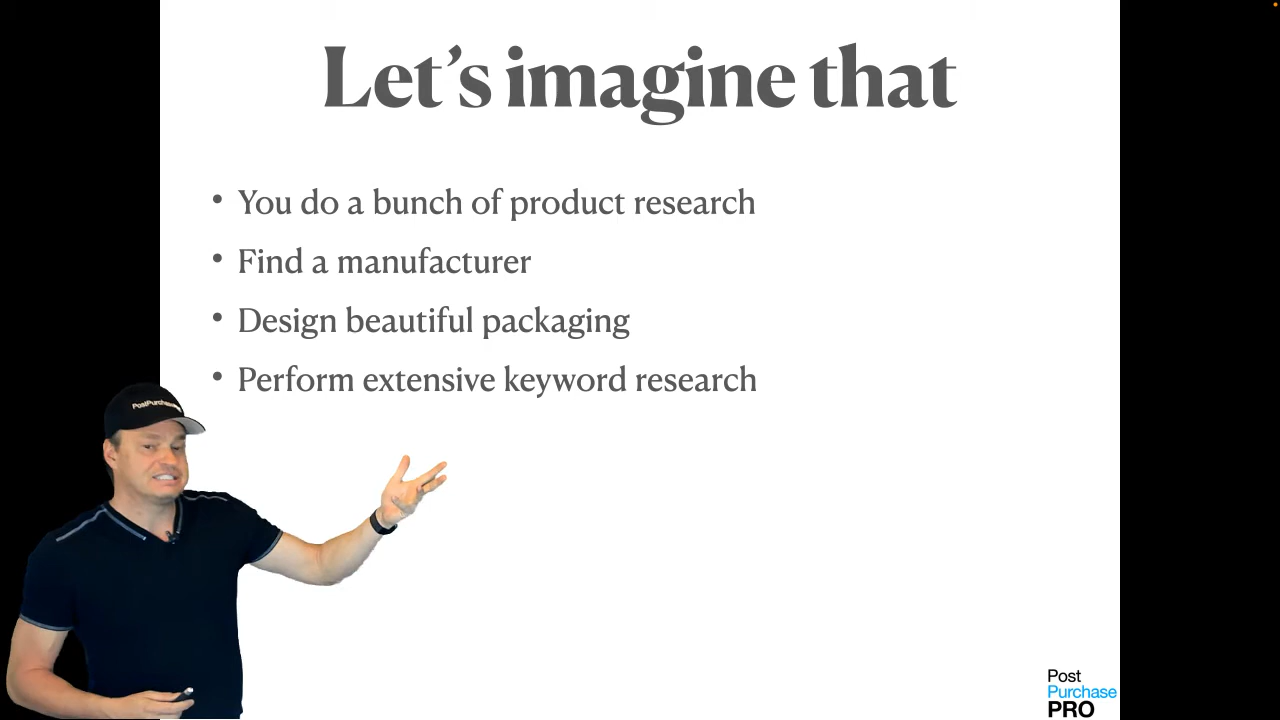 Let’s imagine that
• You do a bunch of product research
• Find a manufacturer
• Design beautiful packaging
• Perform extensive keyword research
Post
Purchase
PRO